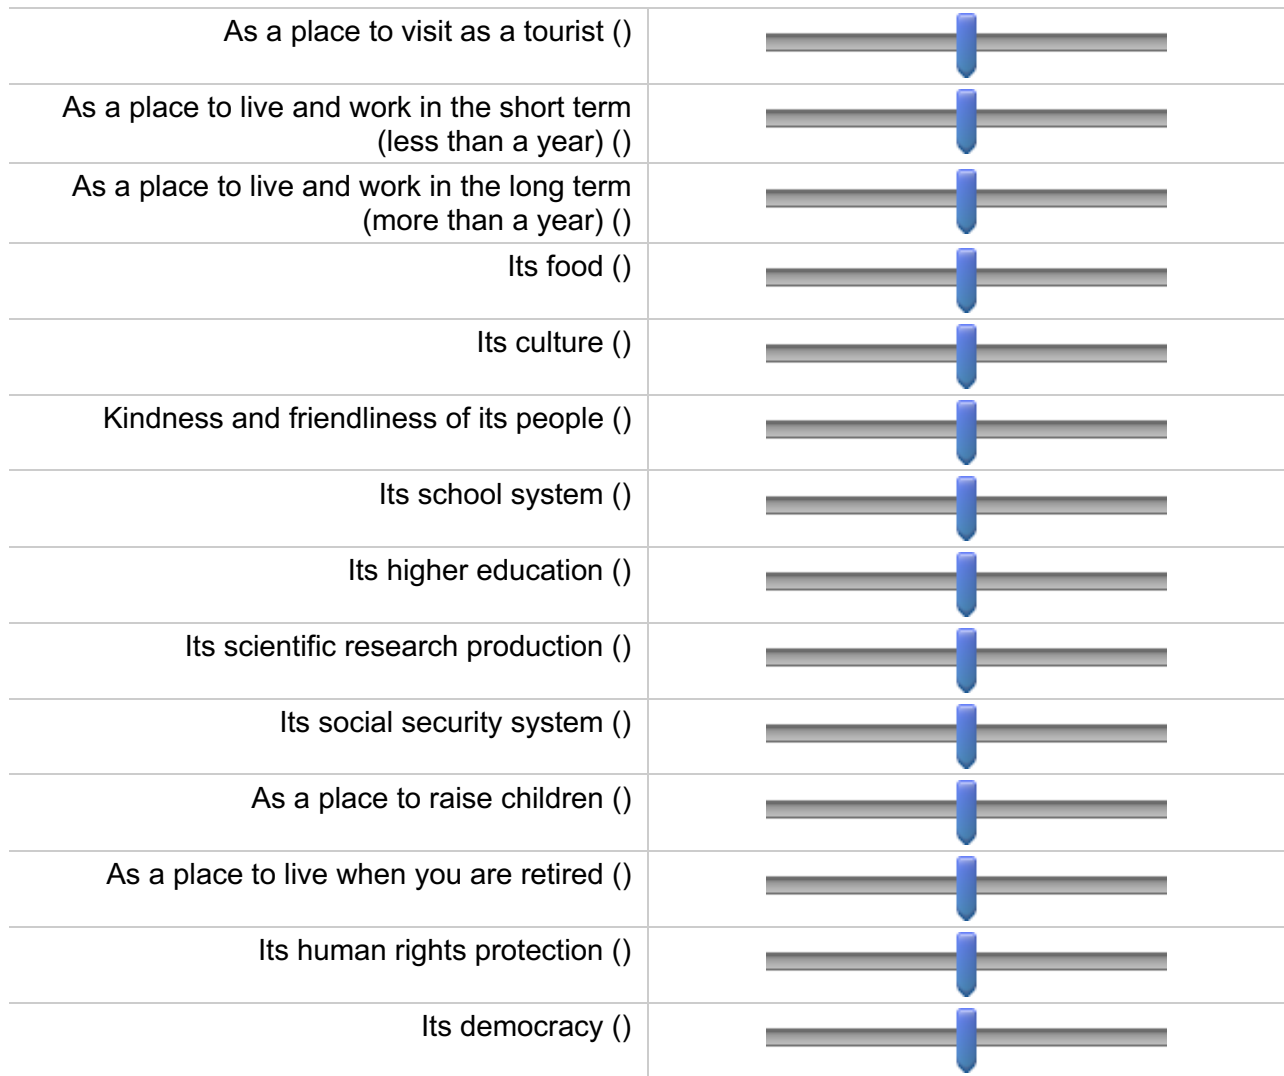 As a place to visit as a tourist ()
As a place to live and work in the short term
(less than a year) ()
As a place to live and work in the long term
(more than a year) ()
Its food ()
Its culture ()
Kindness and friendliness of its people ()
Its school system ()
Its higher education ()
Its scientific research production ()
Its social security system ()
As a place to raise children ()
As a place to live when you are retired ()
Its human rights protection ()
Its democracy ()